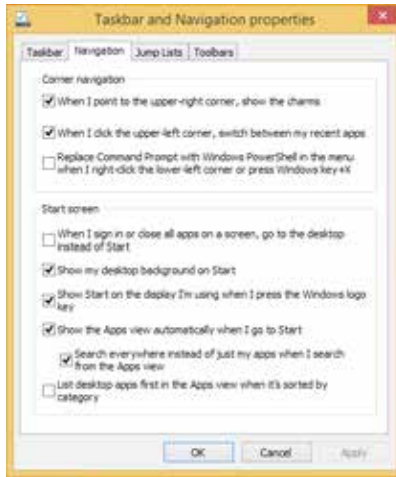 Taskbar and Navigation properties
Taskbar Navigation Jump Lists Toolbars
Corner navigation
When I point to the upper-right corner, show the charms
When I click the upper-left corner, switch between my recent apps
Replace Command Prompt with Windows PowerShell in the menu
when I right-click the lower-left corner or press Windows key+X
Start screen
When I sign in or close all apps on a screen, go to the desktop
instead of Start
Show my desktop background on Start
Show Start on the display I'm using when I press the Windows logo
key
Show the Apps view automatically when I go to Start
Search everywhere instead of just my apps when I search
from the Apps view
List desktop apps first in the Apps view when it's sorted by
category
OK Cancel Apply